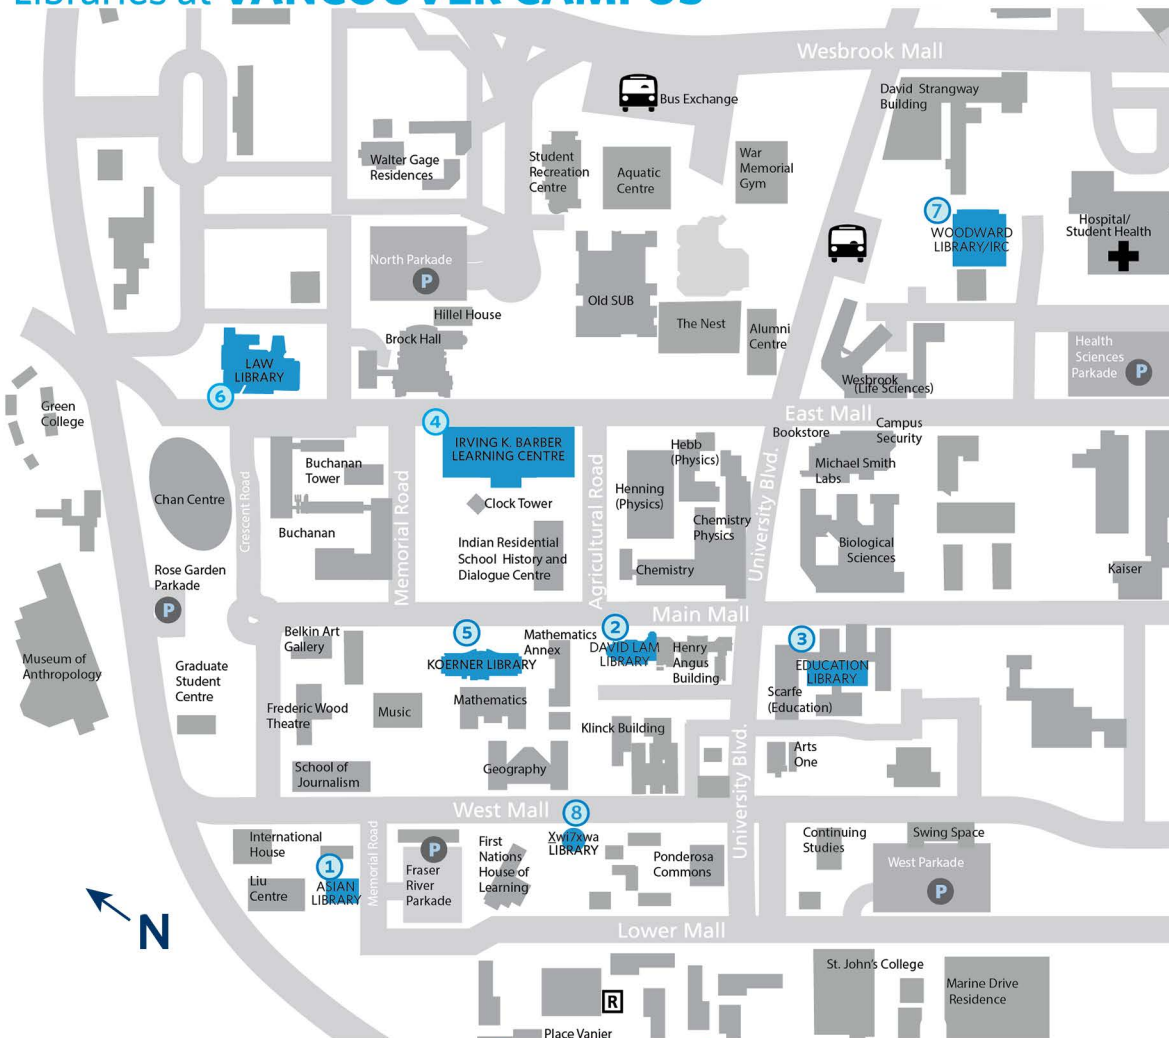 Libraries at VANCOUVER CAMPUS
Wesbrook Mall
David Strangway
Building
Bus Exchange
Walter Gage
Residences
Student
Recreation
Centre
Aquatic
Centre
War
Memorial
Gym
7
WOODWARD
LIBRARY/IRC
Hospital/
Student Health
North Parkade
P
Old SUB
Hillel House
The Nest
Alumni
Centre
Brock Hall
Health
Sciences
Parkade
P
LAW
LIBRARY
6
Wesbrook
(Life Sciences)
Green
College
East Mall
4
IRVING K. BARBER
LEARNING CENTRE
Bookstore
Campus
Security
Hebb
(Physics)
Buchanan
Tower
Michael Smith
Labs
Chan Centre
Crescent Road
Memorial Road
Clock Tower
Agricultural Road
Henning
(Physics)
University Blvd.
Buchanan
Chemistry
Physics
Indian Residential
School History and
Dialogue Centre
Biological
Sciences
Chemistry
Kaiser
Rose Garden
Parkade
P
Main Mall
Belkin Art
Gallery
5
KOERNER LIBRARY
Mathematics
Annex
2
DAVID LAM
LIBRARY
Henry
Angus
Building
3
EDUCATION
LIBRARY
Museum of
Anthropology
Graduate
Student
Centre
Scarfe
(Education)
Frederic Wood
Theatre
Music
Mathematics
Klinck Building
University Blvd.
Arts
One
School of
Journalism
Geography
West Mall
8
X̱wi7x̱wa
LIBRARY
International
House
Memorial Road
P
First
Nations
House of
Learning
Continuing
Studies
Swing Space
Ponderosa
Commons
West Parkade
P
1
ASIAN
LIBRARY
Liu
Centre
Fraser
River
Parkade
N
Lower Mall
St. John's College
Marine Drive
Residence
R
Place Vanier